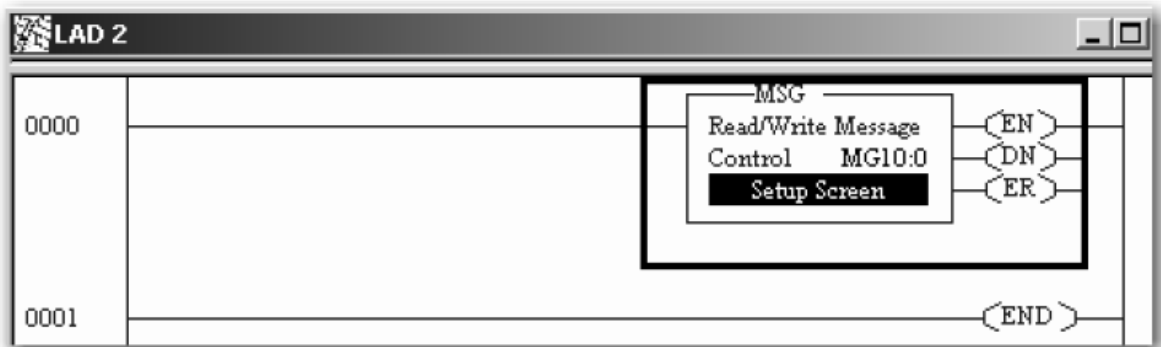 LAD 2
0000
MSG
Read/Write Message
Control MG10:0
Setup Screen
EN
DN
ER
0001
END